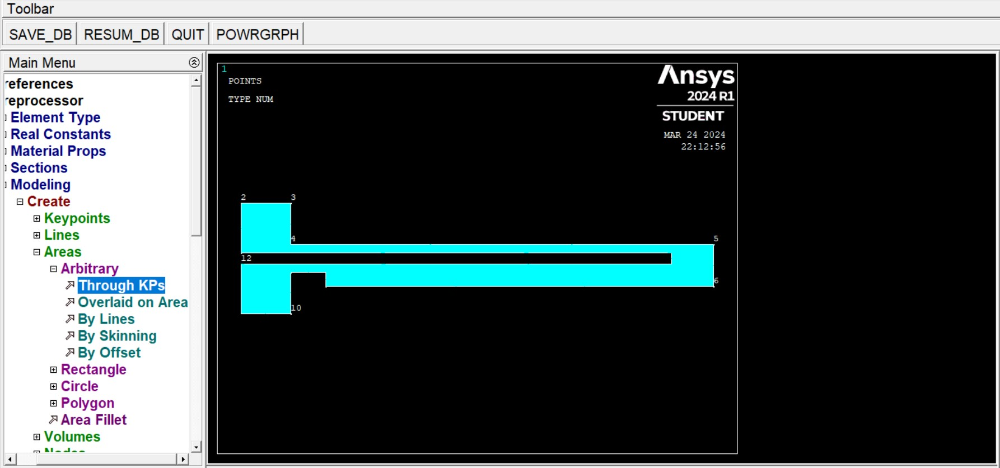 Toolbar
SAVE_DB RESUM_DB QUIT POWRGRPH
Main Menu
references
reprocessor
Element Type
Real Constants
Material Props
Sections
Modeling
Create
Keypoints
Lines
Areas
Arbitrary
Through KPs
Overlaid on Area
By Lines
By Skinning
By Offset
Rectangle
Circle
Polygon
Area Fillet
Volumes
Nodes
1
POINTS
TYPE NUM
Ansys
2024 R1
STUDENT
MAR 24 2024
22:12:56
2 3
4 5
12
6
10